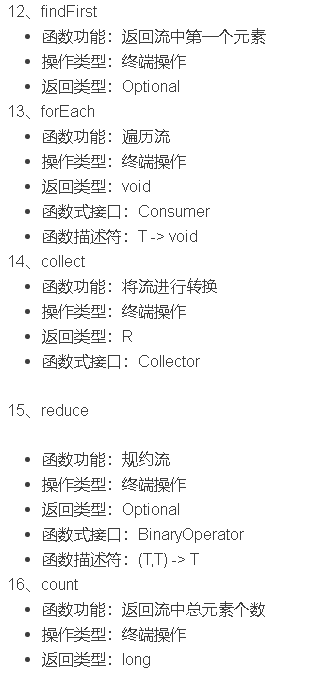 12、findFirst
• 函数功能：返回流中第一个元素
• 操作类型：终端操作
• 返回类型：Optional
13、forEach
• 函数功能：遍历流
• 操作类型：终端操作
• 返回类型：void
• 函数式接口：Consumer
• 函数描述符：T -> void
14、collect
• 函数功能：将流进行转换
• 操作类型：终端操作
• 返回类型：R
• 函数式接口：Collector
15、reduce
• 函数功能：规约流
• 操作类型：终端操作
• 返回类型：Optional
• 函数式接口：BinaryOperator
• 函数描述符：(T,T) -> T
16、count
• 函数功能：返回流中总元素个数
• 操作类型：终端操作
• 返回类型：long